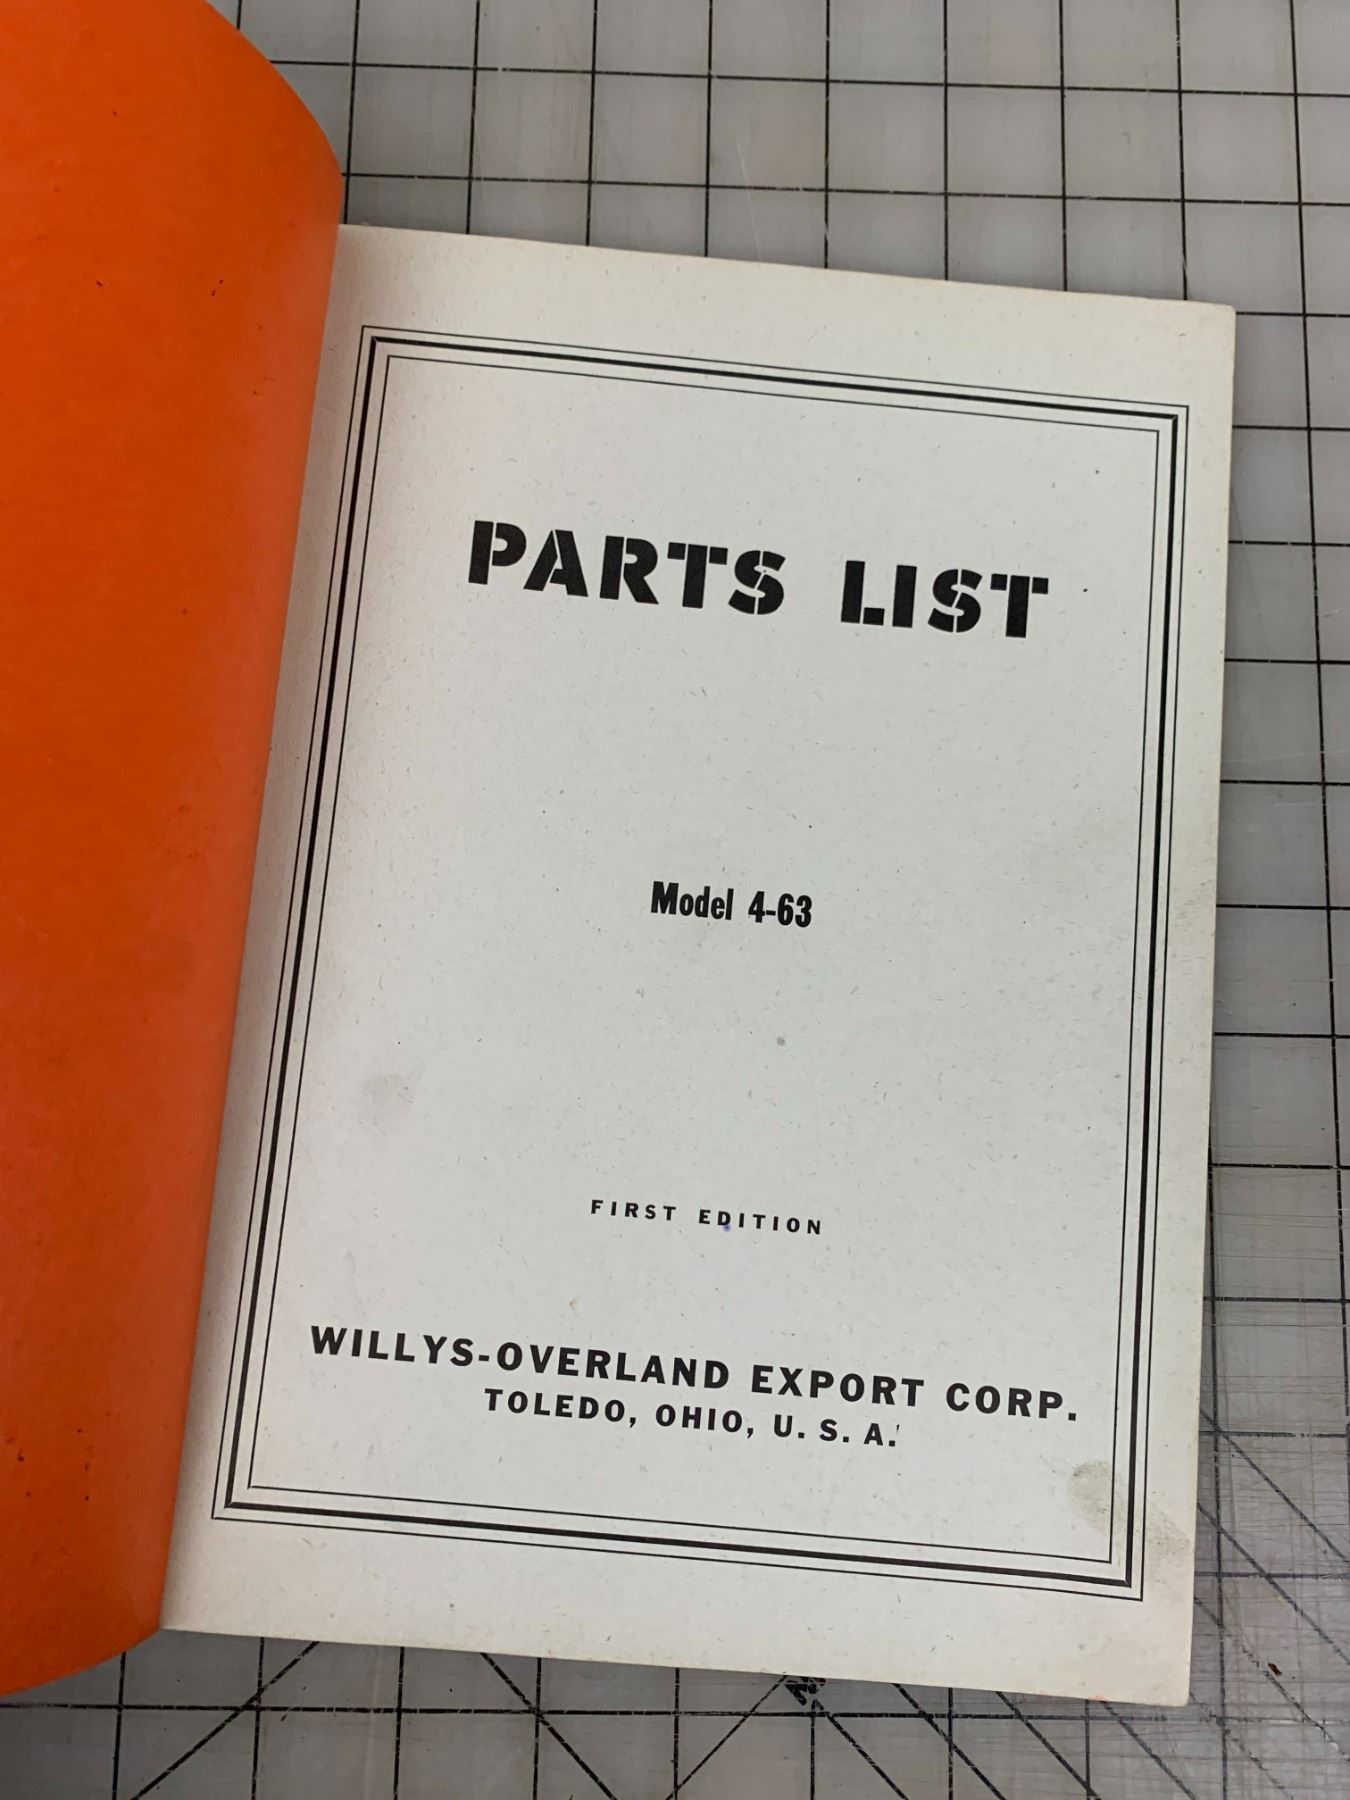 PARTS LIST
Model 4-63
FIRST EDITION
WILLYS-OVERLAND EXPORT CORP.
TOLEDO, OHIO, U. S. A.